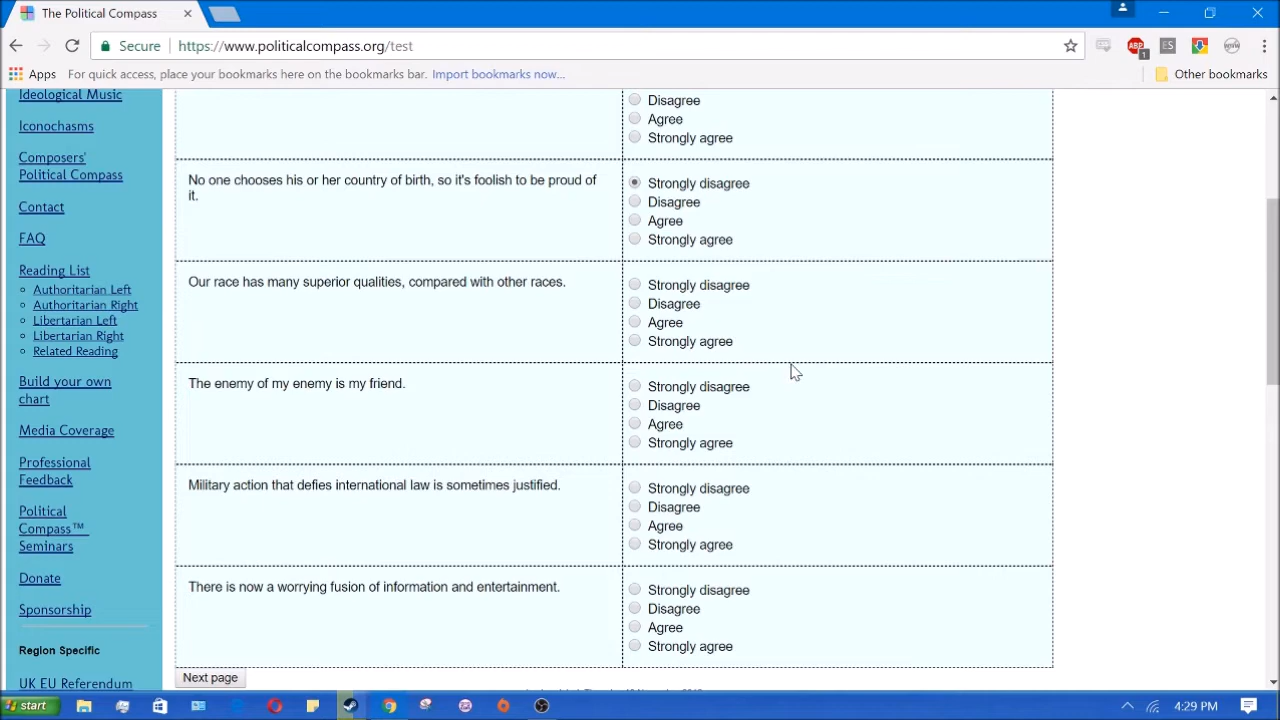 The Political Compass
Secure https://www.politicalcompass.org/test
ABP
1
ES
Apps For quick access, place your bookmarks here on the bookmarks bar. Import bookmarks now... Other bookmarks
Ideological Music
Iconochasms
Composers'
Political Compass
Contact
FAQ
Reading List
Authoritarian Left
Authoritarian Right
Libertarian Left
Libertarian Right
Related Reading
Build your own
chart
Media Coverage
Professional
Feedback
Political
Compass™
Seminars
Donate
Sponsorship
Region Specific
UK EU Referendum
Disagree
Agree
Strongly agree
No one chooses his or her country of birth, so it's foolish to be proud of
it.
Strongly disagree
Disagree
Agree
Strongly agree
Our race has many superior qualities, compared with other races.
Strongly disagree
Disagree
Agree
Strongly agree
The enemy of my enemy is my friend.
Strongly disagree
Disagree
Agree
Strongly agree
Military action that defies international law is sometimes justified.
Strongly disagree
Disagree
Agree
Strongly agree
There is now a worrying fusion of information and entertainment.
Strongly disagree
Disagree
Agree
Strongly agree
Next page
start
4:29 PM